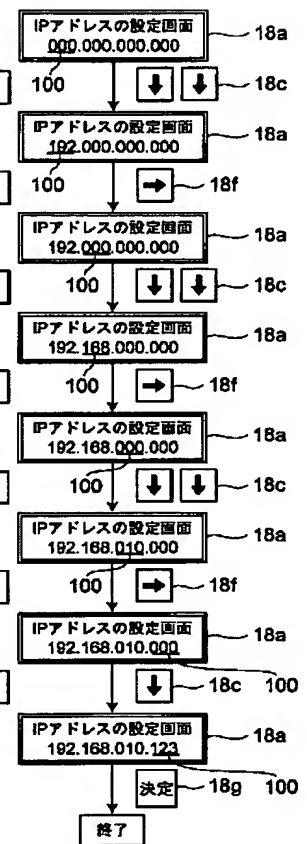 IPアドレスの設定画面
000.000.000.000
18a
100
↓ ↓
18c
IPアドレスの設定画面
192.000.000.000
18a
100
→
18f
IPアドレスの設定画面
192.000.000.000
18a
100
↓ ↓
18c
IPアドレスの設定画面
192.168.000.000
18a
100
→
18f
IPアドレスの設定画面
192.168.000.000
18a
100
↓ ↓
18c
IPアドレスの設定画面
192.168.010.000
18a
100
→
18f
IPアドレスの設定画面
192.168.010.000
18a
↓
18c
100
IPアドレスの設定画面
192.168.010.123
18a
決定
18g
100
終了